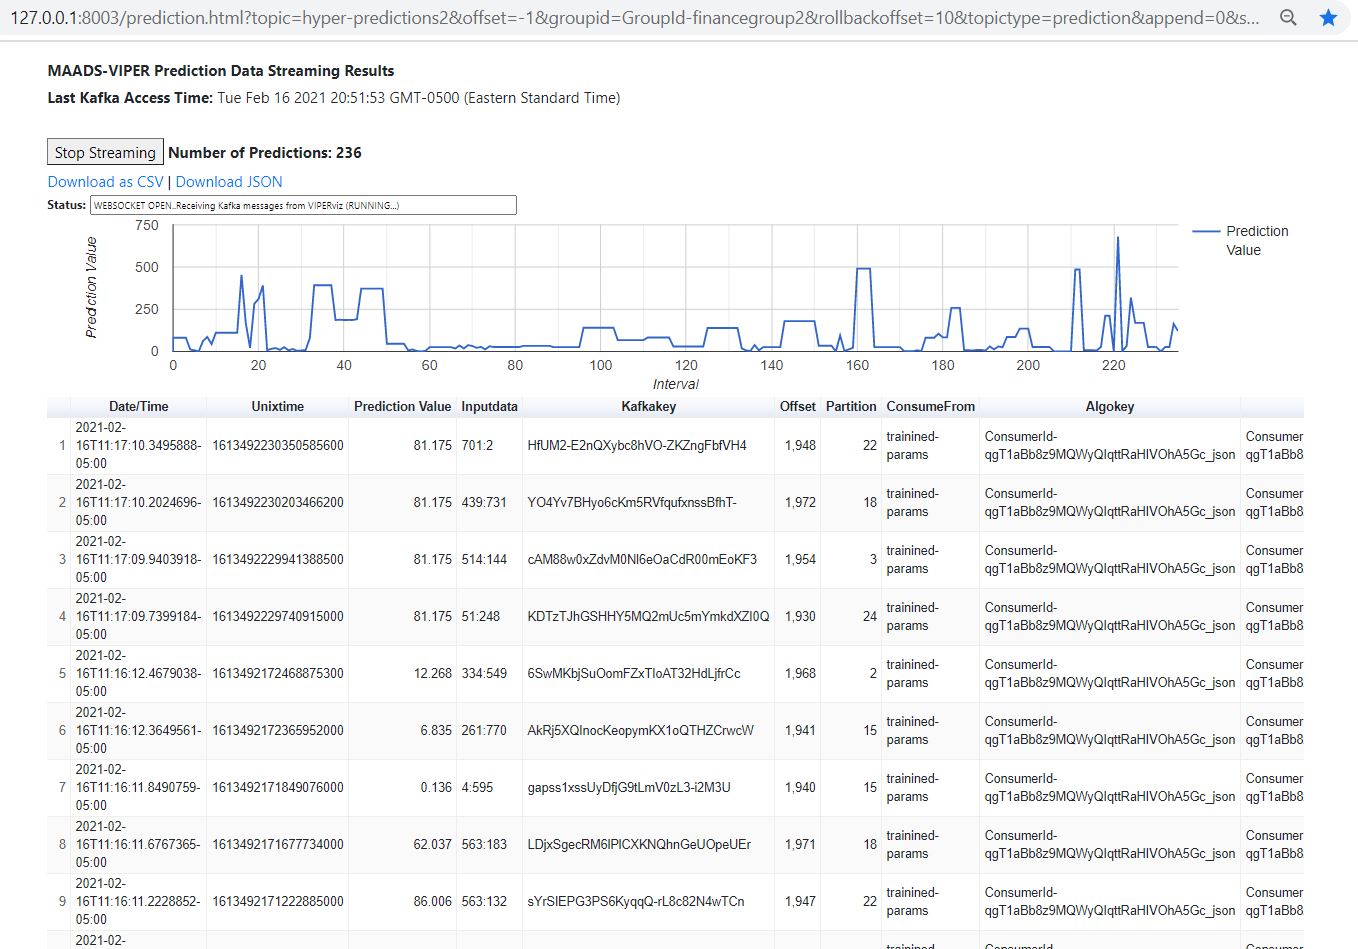 127.0.0.1:8003/prediction.html?topic=hyper-predictions2&offset=-1&groupid=GroupId-financegroup2&rollbackoffset=10&topictype=prediction&append=0&s...
MAADS-VIPER Prediction Data Streaming Results
Last Kafka Access Time: Tue Feb 16 2021 20:51:53 GMT-0500 (Eastern Standard Time)
Stop Streaming Number of Predictions: 236
Download as CSV | Download JSON
Status: WEBSOCKET OPEN..Receiving Kafka messages from VIPERviz (RUNNING...)
Prediction Value
750
500
250
0
0 20 40 60 80 100 120 140 160 180 200 220
Interval
Prediction
Value
Date/Time Unixtime Prediction Value Inputdata Kafkakey Offset Partition ConsumeFrom Algokey
2021-02-
1 16T11:17:10.3495888- 1613492230350585600 81.175 701:2 HfUM2-E2nQXybc8hVO-ZKZngFbfVH4 1,948 22 trainined- ConsumerId- Consumer
05:00 params qgT1aBb8z9MQWyQIqttRaHIVOhA5Gc_json qgT1aBb8
2021-02-
2 16T11:17:10.2024696- 1613492230203466200 81.175 439:731 YO4Yv7BHyo6cKm5RVfqufxnssBfhT- 1,972 18 trainined- ConsumerId- Consumer
05:00 params qgT1aBb8z9MQWyQIqttRaHIVOhA5Gc_json qgT1aBb8
2021-02-
3 16T11:17:09.9403918- 1613492229941388500 81.175 514:144 cAM88w0xZdvM0Nl6eOaCdR00mEoKF3 1,954 3 trainined- ConsumerId- Consumer
05:00 params qgT1aBb8z9MQWyQIqttRaHIVOhA5Gc_json qgT1aBb8
2021-02-
4 16T11:17:09.7399184- 1613492229740915000 81.175 51:248 KDTzTJhGSHHY5MQ2mUc5mYmkdXZI0Q 1,930 24 trainined- ConsumerId- Consumer
05:00 params qgT1aBb8z9MQWyQIqttRaHIVOhA5Gc_json qgT1aBb8
2021-02-
5 16T11:16:12.4679038- 1613492172468875300 12.268 334:549 6SwMKbjSuOomFZxTIoAT32HdLjfrCc 1,968 2 trainined- ConsumerId- Consumer
05:00 params qgT1aBb8z9MQWyQIqttRaHIVOhA5Gc_json qgT1aBb8
2021-02-
6 16T11:16:12.3649561- 1613492172365952000 6.835 261:770 AkRj5XQInocKeopymKX1oQTHZCrwcW 1,941 15 trainined- ConsumerId- Consumer
05:00 params qgT1aBb8z9MQWyQIqttRaHIVOhA5Gc_json qgT1aBb8
2021-02-
7 16T11:16:11.8490759- 1613492171849076000 0.136 4:595 gapss1xssUyDfjG9tLmV0zL3-i2M3U 1,940 15 trainined- ConsumerId- Consumer
05:00 params qgT1aBb8z9MQWyQIqttRaHIVOhA5Gc_json qgT1aBb8
2021-02-
8 16T11:16:11.6767365- 1613492171677734000 62.037 563:183 LDjxSgecRM6lPICXKNQhnGeUOpeUEr 1,971 18 trainined- ConsumerId- Consumer
05:00 params qgT1aBb8z9MQWyQIqttRaHIVOhA5Gc_json qgT1aBb8
2021-02-
9 16T11:16:11.2228852- 1613492171222885000 86.006 563:132 sYrSIEPG3PS6KyqqQ-rL8c82N4wTCn 1,947 22 trainined- ConsumerId- Consumer
05:00 params qgT1aBb8z9MQWyQIqttRaHIVOhA5Gc_json qgT1aBb8
2021-02-